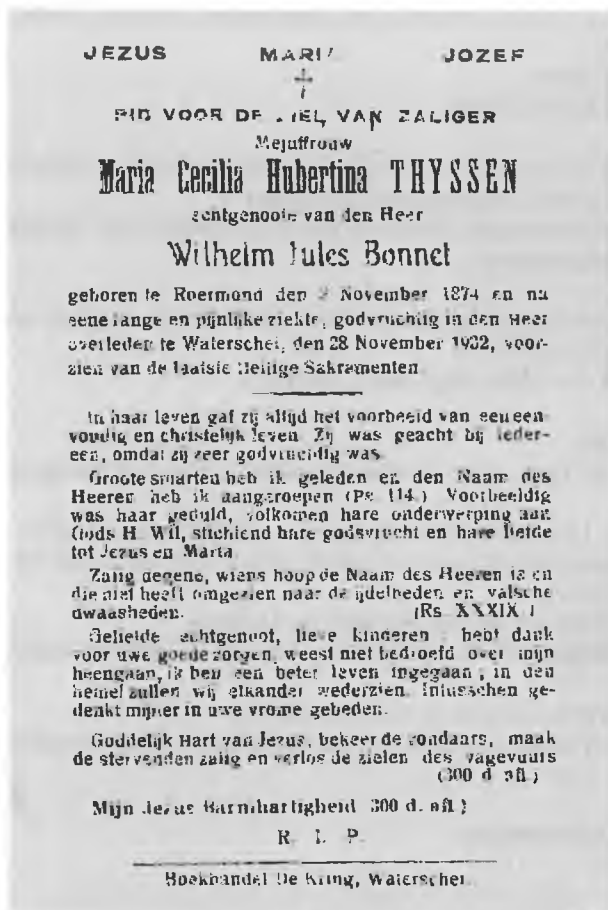 JEZUS MARIA JOZEF
BID VOOR DE ZIEL VAN ZALIGER
Mejuffrouw
Maria Cecilia Hubertina THYSSEN
echtgenoote van den Heer
Wilhelm Jules Bonnet
geboren te Roermond den November 1874 en na
eene lange en pijnlijke ziekte, godvruchtig in den Heer
overleden te Waterschei, den 28 November 1932, voor-
zien van de laatste Heilige Sakramenten
In haar leven gaf zij altijd het voorbeeld van een een
voudig en christelijk leven. Zij was geacht bij ieder-
een, omdat zij zeer godvruchtig was.
Groote smarten heb ik geleden en den Naam des
Heeren heb ik aangeroepen (Ps. 114.) Voorbeeldig
was haar geduld, volkomen hare onderwerping aan
Gods H. Wil, stichtend hare godsvrucht en hare liefde
tot Jezus en Maria
Zalig degene, wiens hoop de Naam des Heeren is en
die niet heeft omgezien naar de ijdelheden en valsche
dwaasheden. (Ps XXXIX )
Geliefde echtgenoot, lieve kinderen : hebt dank
voor uwe goede zorgen, weest niet bedroefd over mijn
heengaan, ik ben een beter leven ingegaan ; in den
hemel zullen wij elkander wederzien. Intusschen ge-
denkt mijner in uwe vrome gebeden.
Goddelijk Hart van Jezus, bekeer de zondaars, maak
de stervenden zalig en verlos de zielen des vagevuurs
(300 d. afl.)
Mijn Jezus Barmhartigheid 300 d. afl.)
R. I. P.
Boekhandel De Kring, Waterschei